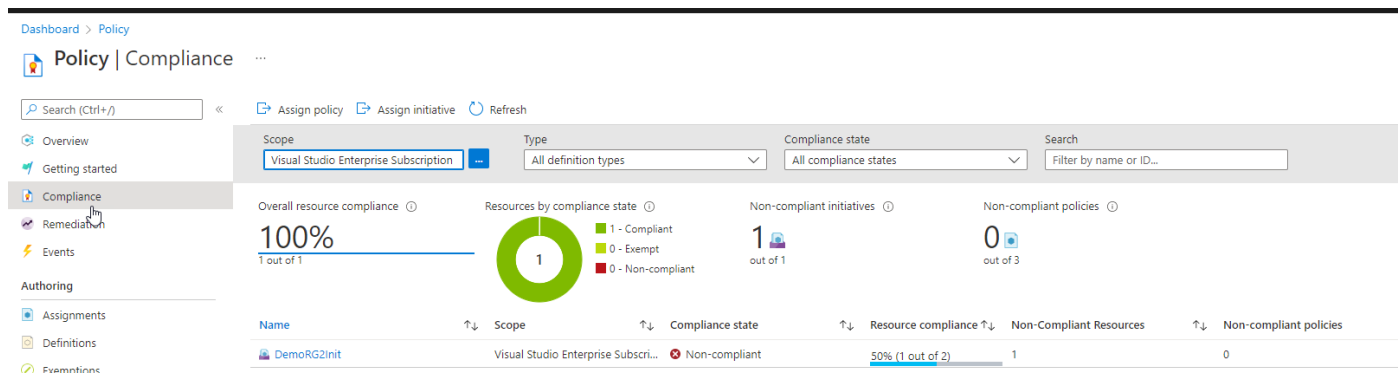 Dashboard > Policy
Policy | Compliance ...
Search (Ctrl+/) «
Overview
Getting started
Compliance
Remediation
Events
Authoring
Assignments
Definitions
Exemptions
Assign policy Assign initiative Refresh
Scope Type Compliance state Search
Visual Studio Enterprise Subscription ... All definition types All compliance states Filter by name or ID...
Overall resource compliance Resources by compliance state Non-compliant initiatives Non-compliant policies
100%
1 out of 1
1
1 - Compliant
0 - Exempt
0 - Non-compliant
1
out of 1
0
out of 3
Name ↑↓ Scope ↑↓ Compliance state ↑↓ Resource compliance ↑↓ Non-Compliant Resources ↑↓ Non-compliant policies
DemoRG2Init Visual Studio Enterprise Subscri... Non-compliant 50% (1 out of 2) 1 0